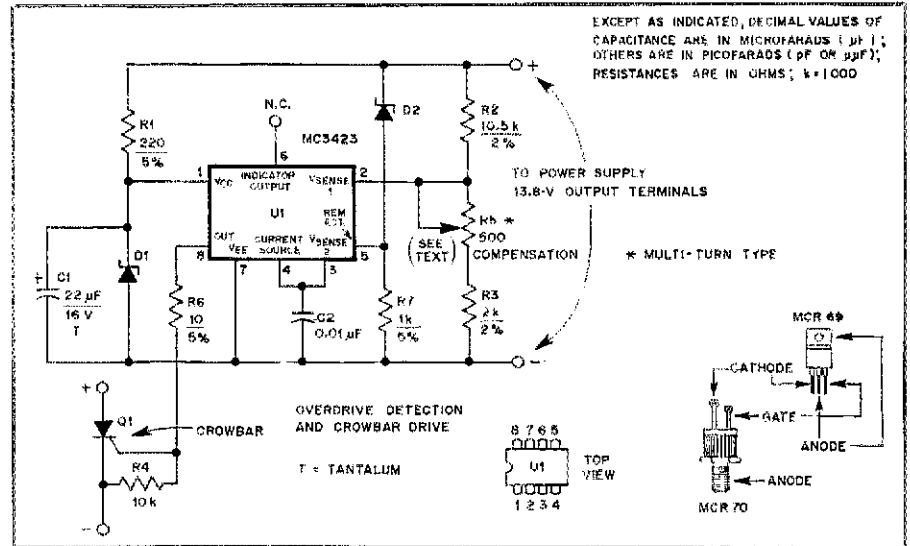 EXCEPT AS INDICATED, DECIMAL VALUES OF
CAPACITANCE ARE IN MICROFARADS ( µF ) ;
OTHERS ARE IN PICOFARADS ( pF OR µµF);
RESISTANCES ARE IN OHMS; k=1000
+
N.C.
D2
R2
10.5k
2%
R1
220
5%
MC3423
6
1
2
INDICATOR
OUTPUT
VCC
VSENSE
1
TO POWER SUPPLY
13.8-V OUTPUT TERMINALS
U1
REM
ACT.
R5 *
500
OUT
VEE
CURRENT
SOURCE
VSENSE
2
(SEE
TEXT)
COMPENSATION
* MULTI-TURN TYPE
8
7
4
3
5
+
C1
22 µF
16 V
T
D1
R6
10
5%
C2
0.01 µF
R7
1k
5%
R3
2k
2%
-
MCR 69
CATHODE
GATE
ANODE
+
Q1
CROWBAR
OVERDRIVE DETECTION
AND CROWBAR DRIVE
8 7 6 5
U1
TOP
VIEW
1 2 3 4
T = TANTALUM
R4
10k
-
ANODE
MCR 70